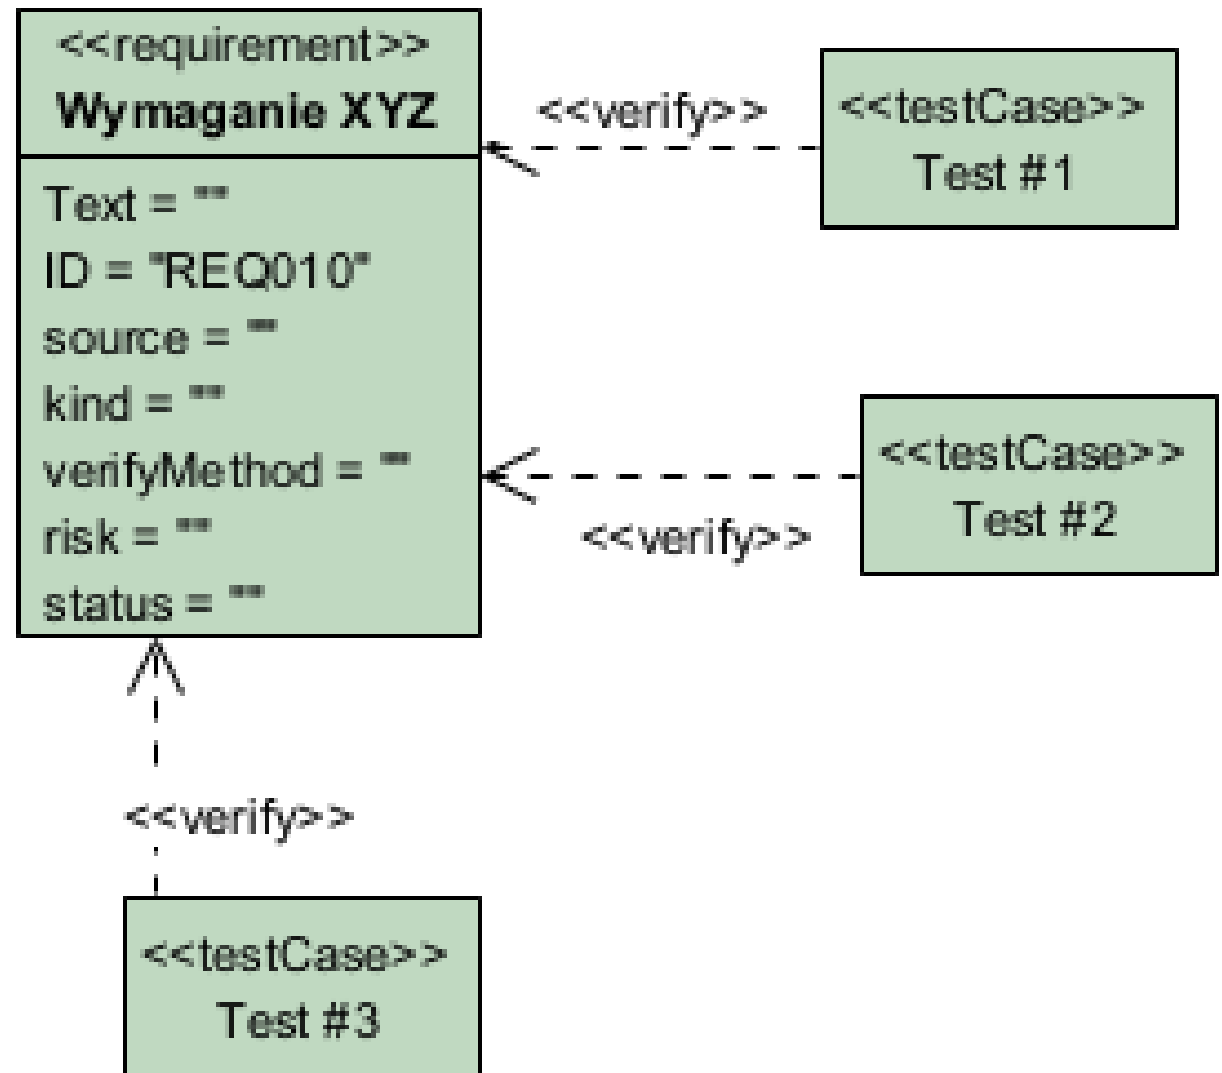 <<requirement>>
Wymaganie XYZ
Text = ""
ID = "REQ010"
source = ""
kind = ""
verifyMethod = ""
risk = ""
status = ""
<<verify>>
<<testCase>>
Test #1
<<verify>>
<<testCase>>
Test #2
<<verify>>
<<testCase>>
Test #3